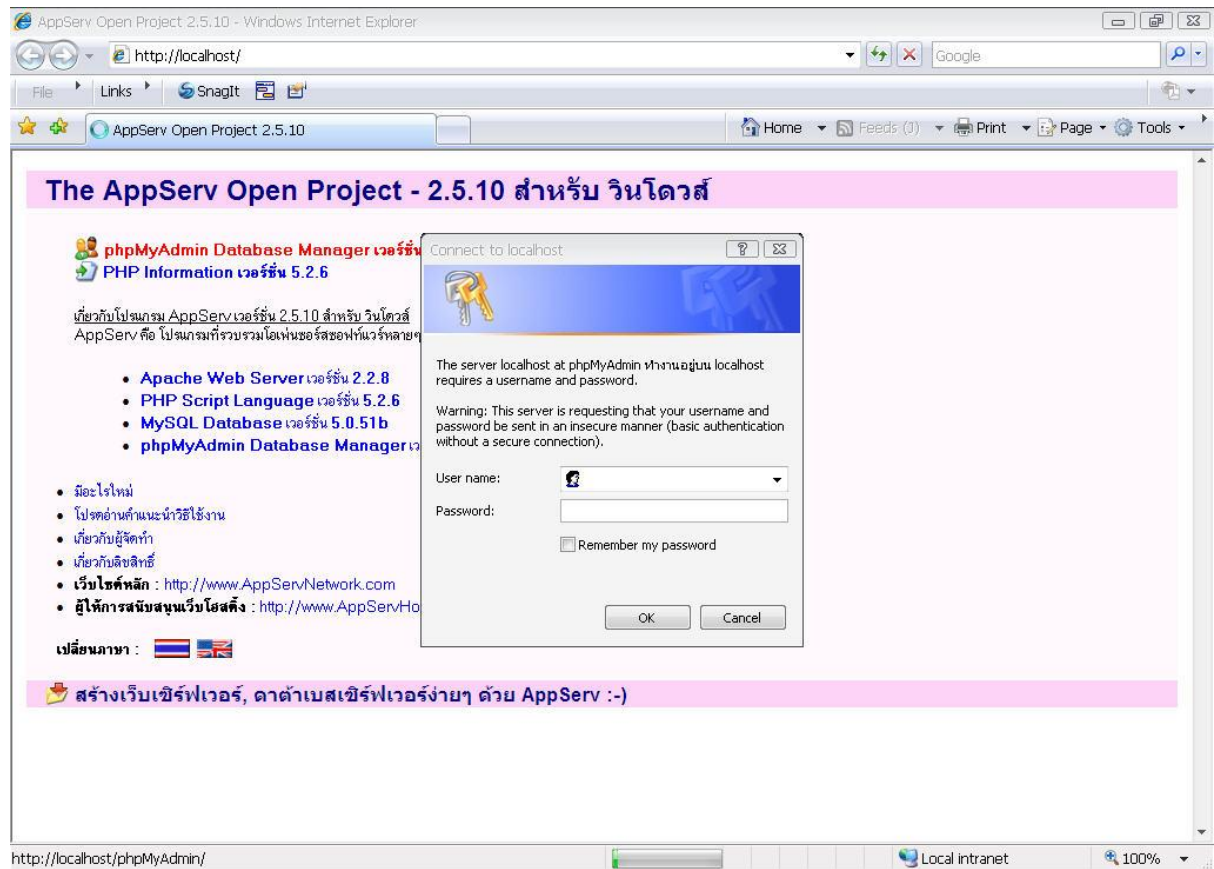 AppServ Open Project 2.5.10 - Windows Internet Explorer
http://localhost/
Google
File Links SnagIt
AppServ Open Project 2.5.10
Home Feeds (J) Print Page Tools
The AppServ Open Project - 2.5.10 สำหรับ วินโดวส์
phpMyAdmin Database Manager เวอร์ชั่น
PHP Information เวอร์ชั่น 5.2.6
เกี่ยวกับโปรแกรม AppServ เวอร์ชั่น 2.5.10 สำหรับ วินโดวส์
AppServ คือ โปรแกรมที่รวบรวมโอเพ่นซอร์สซอฟท์แวร์หลายๆ
Apache Web Server เวอร์ชั่น 2.2.8
PHP Script Language เวอร์ชั่น 5.2.6
MySQL Database เวอร์ชั่น 5.0.51b
phpMyAdmin Database Manager
มีอะไรใหม่
โปรดอ่านคำแนะนำวิธีใช้งาน
เกี่ยวกับผู้จัดทำ
เกี่ยวกับลิขสิทธิ์
เว็บไซต์หลัก : http://www.AppServNetwork.com
ผู้ให้การสนับสนุนเว็บโฮสติ้ง : http://www.AppServHo
เปลี่ยนภาษา :
สร้างเว็บเซิร์ฟเวอร์, ดาต้าเบสเซิร์ฟเวอร์ง่ายๆ ด้วย AppServ :-)
Connect to localhost
The server localhost at phpMyAdmin ทำงานอยู่บน localhost
requires a username and password.
Warning: This server is requesting that your username and
password be sent in an insecure manner (basic authentication
without a secure connection).
User name:
Password:
Remember my password
OK Cancel
http://localhost/phpMyAdmin/
Local intranet
100%